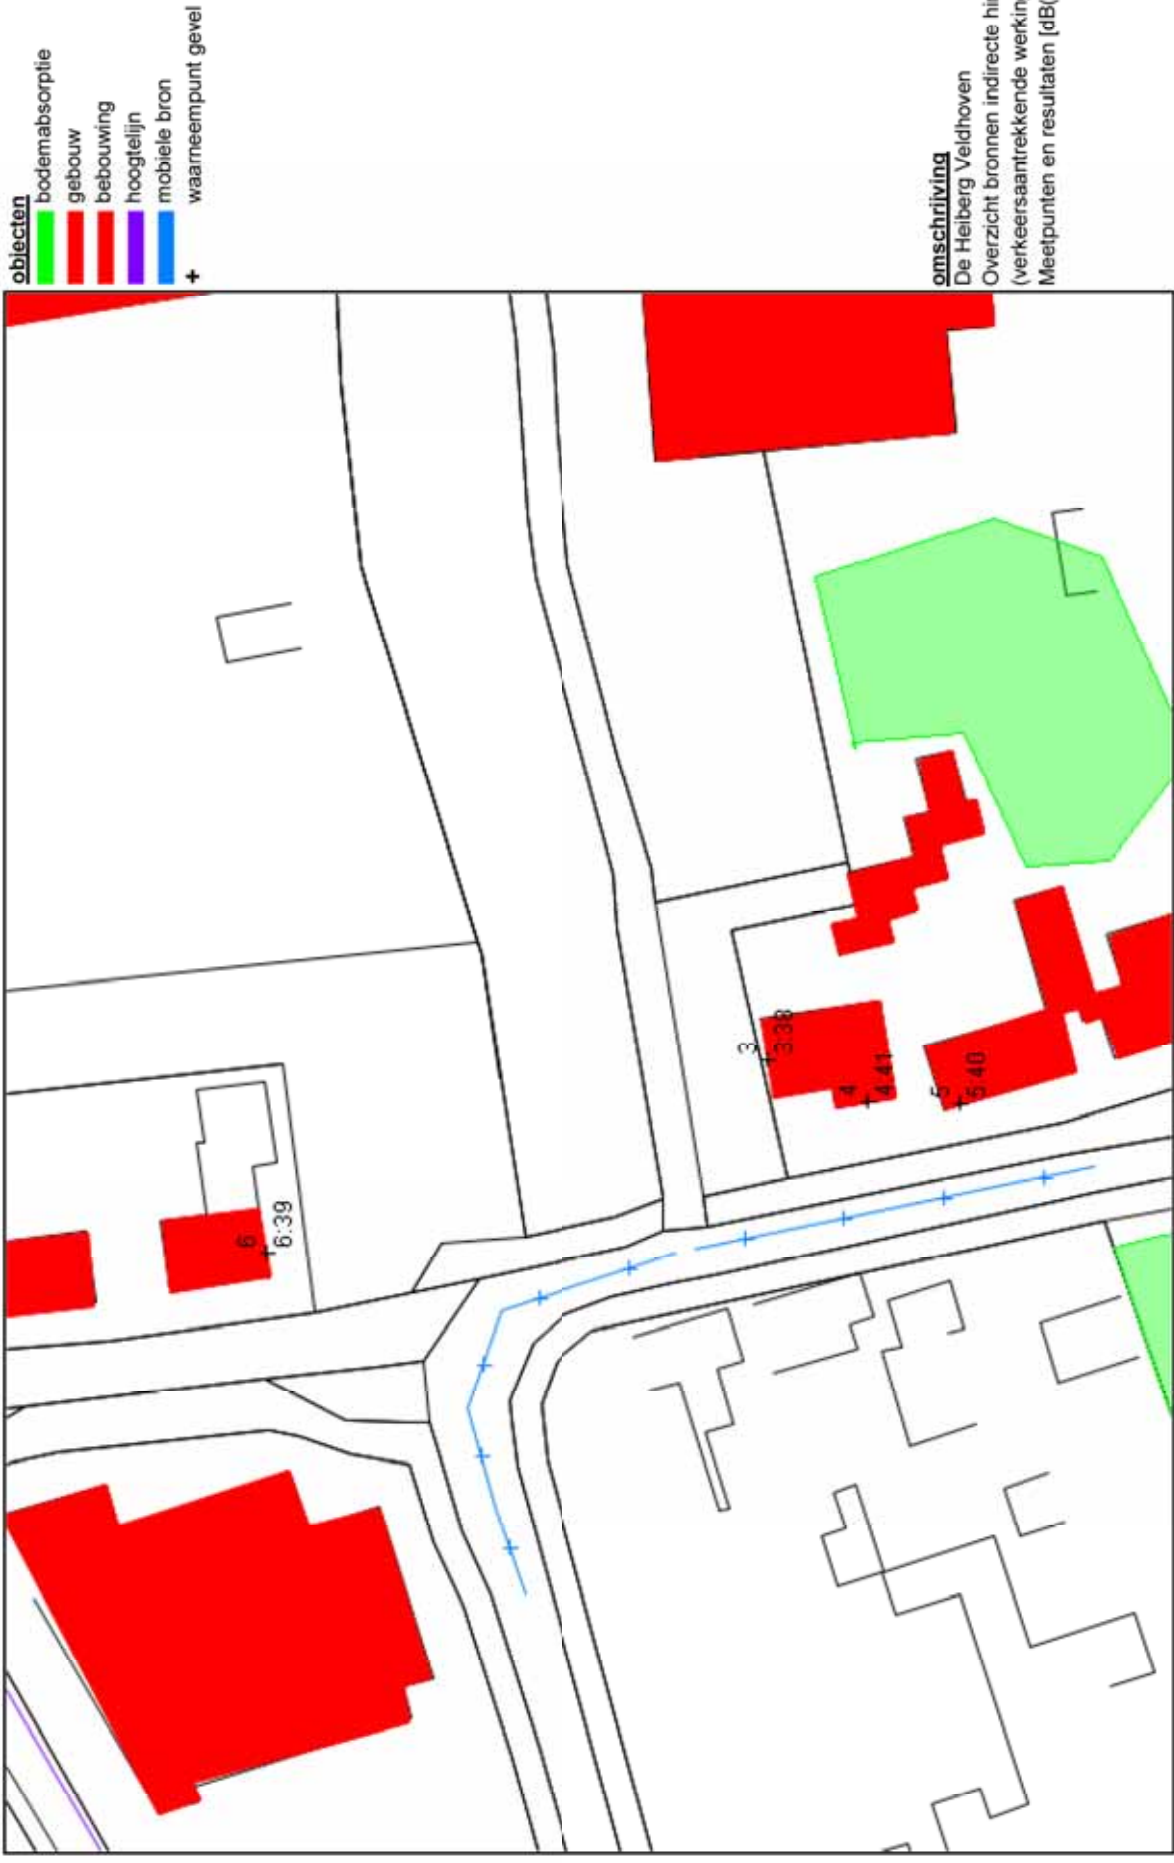 objecten
bodemabsorptie
gebouw
bebouwing
hoogtelijn
mobiele bron
+ waarneempunt gevel
omschrijving
De Heiberg Veldhoven
Overzicht bronnen indirecte
(verkeersaantrekkende
Meetpunten en resultaten
3
3:38
4
4:41
5
5:40
6
6:39